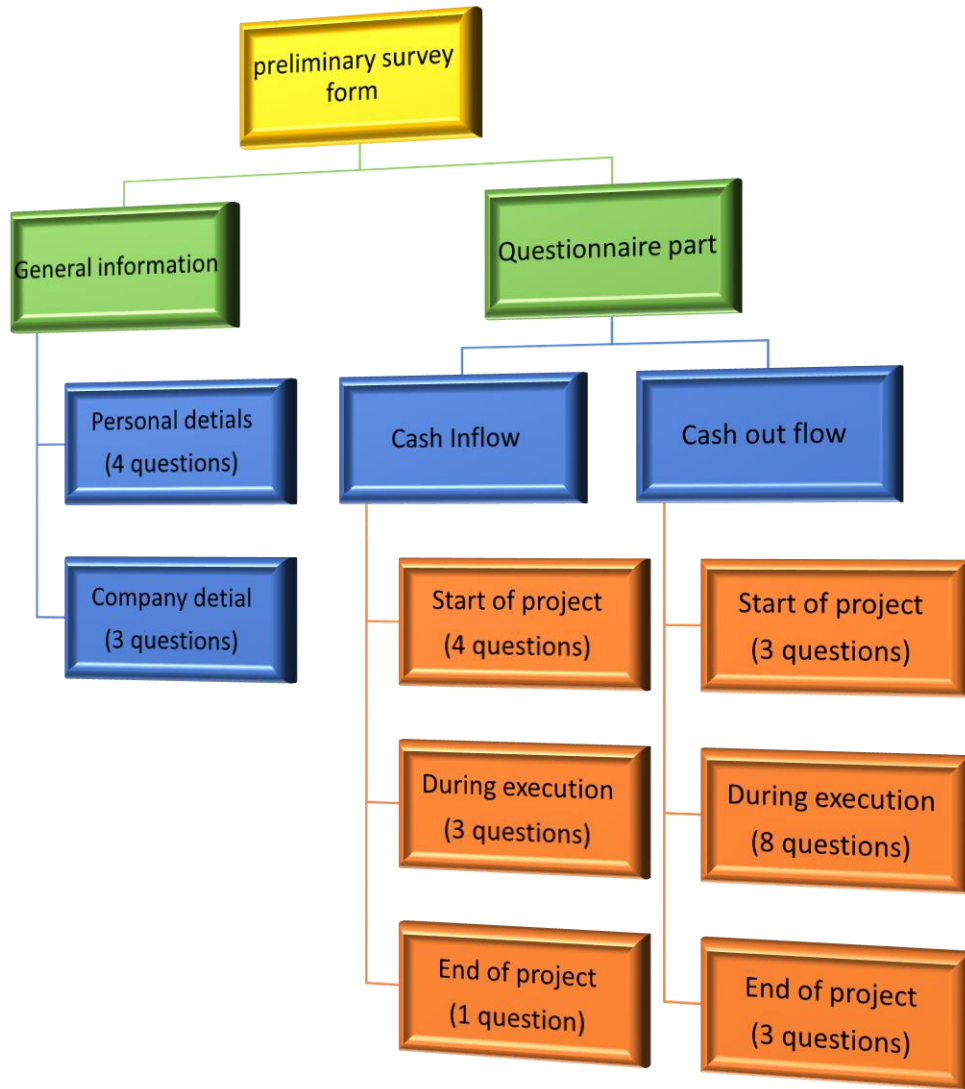 preliminary survey
form
General information
Questionnaire part
Personal detials
(4 questions)
Company detial
(3 questions)
Cash Inflow
Cash out flow
Start of project
(4 questions)
During execution
(3 questions)
End of project
(1 question)
Start of project
(3 questions)
During execution
(8 questions)
End of project
(3 questions)